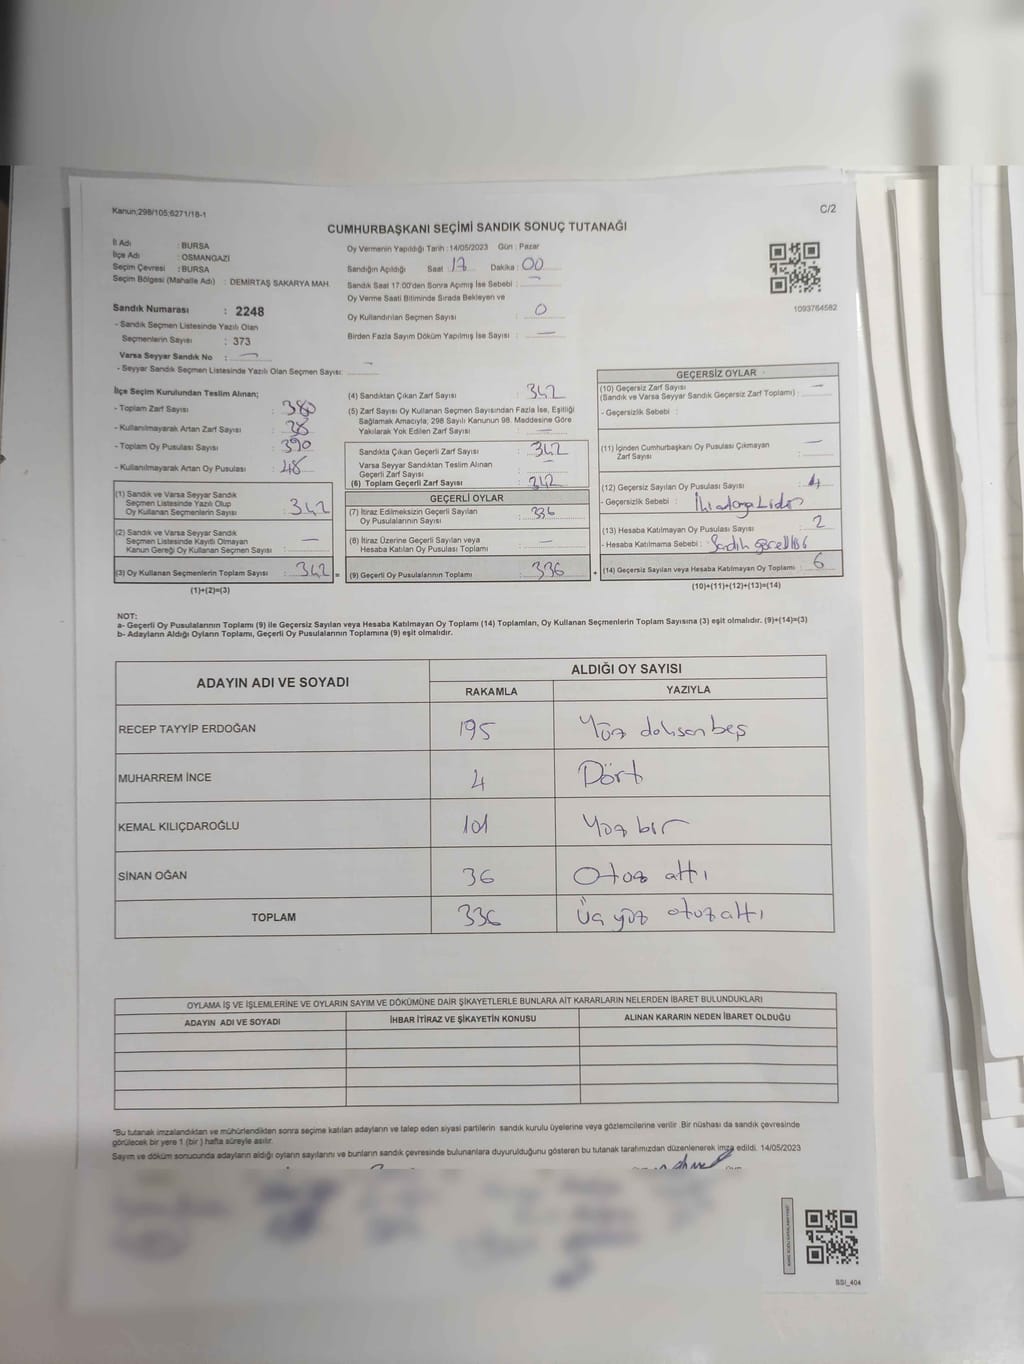 Kanun;298/105;6271/18-1
C/2
CUMHURBAŞKANI SEÇİMİ SANDIK SONUÇ TUTANAĞI
İl Adı : BURSA
İlçe Adı : OSMANGAZİ
Seçim Çevresi : BURSA
Seçim Bölgesi (Mahalle Adı) : DEMİRTAŞ SAKARYA MAH.
Sandık Numarası : 2248
- Sandık Seçmen Listesinde Yazılı Olan
Seçmenlerin Sayısı : 373
Varsa Seyyar Sandık No : —
- Seyyar Sandık Seçmen Listesinde Yazılı Olan Seçmen Sayısı: —
Oy Vermenin Yapıldığı Tarih : 14/05/2023 Gün : Pazar
Sandığın Açıldığı Saat : 17 Dakika : 00
Sandık Saat 17:00'den Sonra Açımış İse Sebebi : —
Oy Verme Saati Bitiminde Sırada Bekleyen ve
Oy Kullandırılan Seçmen Sayısı : 0
Birden Fazla Sayım Döküm Yapılmış İse Sayısı : —
1093764582
İlçe Seçim Kurulundan Teslim Alınan;
- Toplam Zarf Sayısı : 380
- Kullanılmayarak Artan Zarf Sayısı : 38
- Toplam Oy Pusulası Sayısı : 390
- Kullanılmayarak Artan Oy Pusulası : 48
(1) Sandık ve Varsa Seyyar Sandık
Seçmen Listesinde Yazılı Olup
Oy Kullanan Seçmenlerin Sayısı : 342
(2) Sandık ve Varsa Seyyar Sandık
Seçmen Listesinde Kayıtlı Olmayan
Kanun Gereği Oy Kullanan Seçmen Sayısı : —
(3) Oy Kullanan Seçmenlerin Toplam Sayısı : 342 =
(1)+(2)=(3)
(4) Sandıktan Çıkan Zarf Sayısı : 342
(5) Zarf Sayısı Oy Kullanan Seçmen Sayısından Fazla İse, Eşitliği
Sağlamak Amacıyla; 298 Sayılı Kanunun 98. Maddesine Göre
Yakılarak Yok Edilen Zarf Sayısı : —
Sandıkta Çıkan Geçerli Zarf Sayısı : 342
Varsa Seyyar Sandıktan Teslim Alınan
Geçerli Zarf Sayısı : —
(6) Toplam Geçerli Zarf Sayısı : 342
GEÇERLİ OYLAR
(7) İtiraz Edilmeksizin Geçerli Sayılan
Oy Pusulalarının Sayısı : 336
(8) İtiraz Üzerine Geçerli Sayılan veya
Hesaba Katılan Oy Pusulası Toplamı : —
(9) Geçerli Oy Pusulalarının Toplamı : 336 +
GEÇERSİZ OYLAR
(10) Geçersiz Zarf Sayısı
(Sandık ve Varsa Seyyar Sandık Geçersiz Zarf Toplamı) : —
- Geçersizlik Sebebi :
(11) İçinden Cumhurbaşkanı Oy Pusulası Çıkmayan
Zarf Sayısı : —
(12) Geçersiz Sayılan Oy Pusulası Sayısı : 4
- Geçersizlik Sebebi :
(13) Hesaba Katılmayan Oy Pusulası Sayısı : 2
- Hesaba Katılmama Sebebi : Sandık
(14) Geçersiz Sayılan veya Hesaba Katılmayan Oy Toplamı : 6
(10)+(11)+(12)+(13)=(14)
NOT:
a- Geçerli Oy Pusulalarının Toplamı (9) ile Geçersiz Sayılan veya Hesaba Katılmayan Oy Toplamı (14) Toplamları, Oy Kullanan Seçmenlerin Toplam Sayısına (3) eşit olmalıdır. (9)+(14)=(3)
b- Adayların Aldığı Oyların Toplamı, Geçerli Oy Pusulalarının Toplamına (9) eşit olmalıdır.
ADAYIN ADI VE SOYADI
ALDIĞI OY SAYISI
RAKAMLA YAZIYLA
RECEP TAYYİP ERDOĞAN 195 Yüz doksan beş
MUHARREM İNCE 4 Dört
KEMAL KILIÇDAROĞLU 101 Yüz bir
SİNAN OĞAN 36 Otuz altı
TOPLAM 336 Üç yüz otuz altı
OYLAMA İŞ VE İŞLEMLERİNE VE OYLARIN SAYIM VE DÖKÜMÜNE DAİR ŞİKAYETLERLE BUNLARA AİT KARARLARIN NELERDEN İBARET BULUNDUKLARI
ADAYIN ADI VE SOYADI İHBAR İTİRAZ VE ŞİKAYETİN KONUSU ALINAN KARARIN NEDEN İBARET OLDUĞU
*Bu tutanak imzalandıktan ve mühürlendikten sonra seçime katılan adayların ve talep eden siyasi partilerin sandık kurulu üyelerine veya gözlemcilerine verilir .Bir nüshası da sandık çevresinde
görülecek bir yere 1 (bir ) hafta süreyle asılır.
Sayım ve döküm sonucunda adayların aldığı oyların sayılarını ve bunların sandık çevresinde bulunanlara duyurulduğunu gösteren bu tutanak tarafımızdan düzenlenerek imza edildi. 14/05/2023
SSI_404